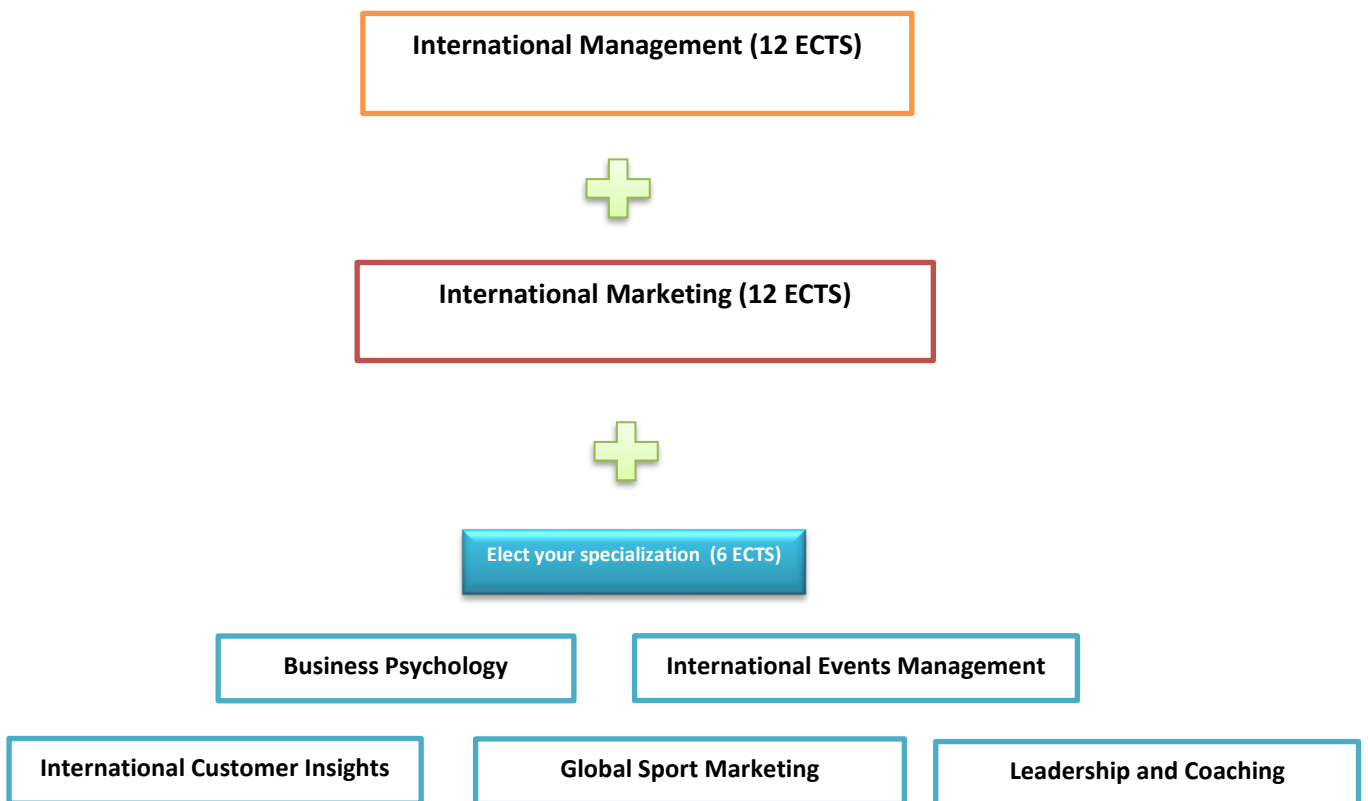 International Management (12 ECTS)
International Marketing (12 ECTS)
Elect your specialization (6 ECTS)
Business Psychology
International Events Management
International Customer Insights
Global Sport Marketing
Leadership and Coaching